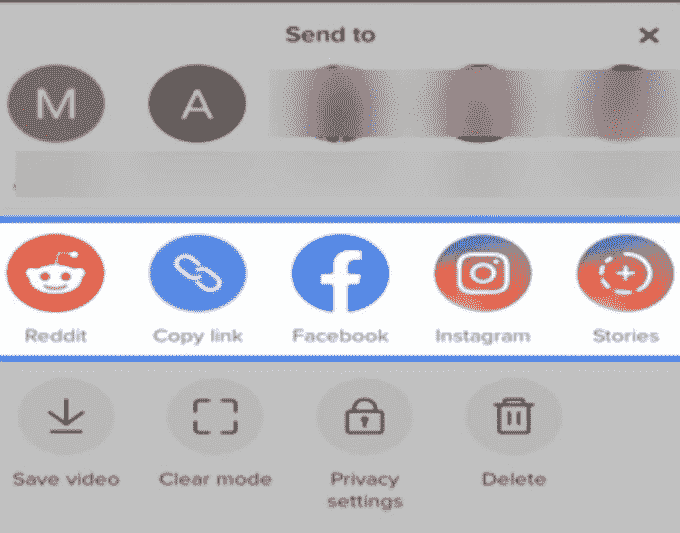 Send to
M
A
Reddit
Copy link
Facebook
Instagram
Stories
Save video
Clear mode
Privacy
settings
Delete